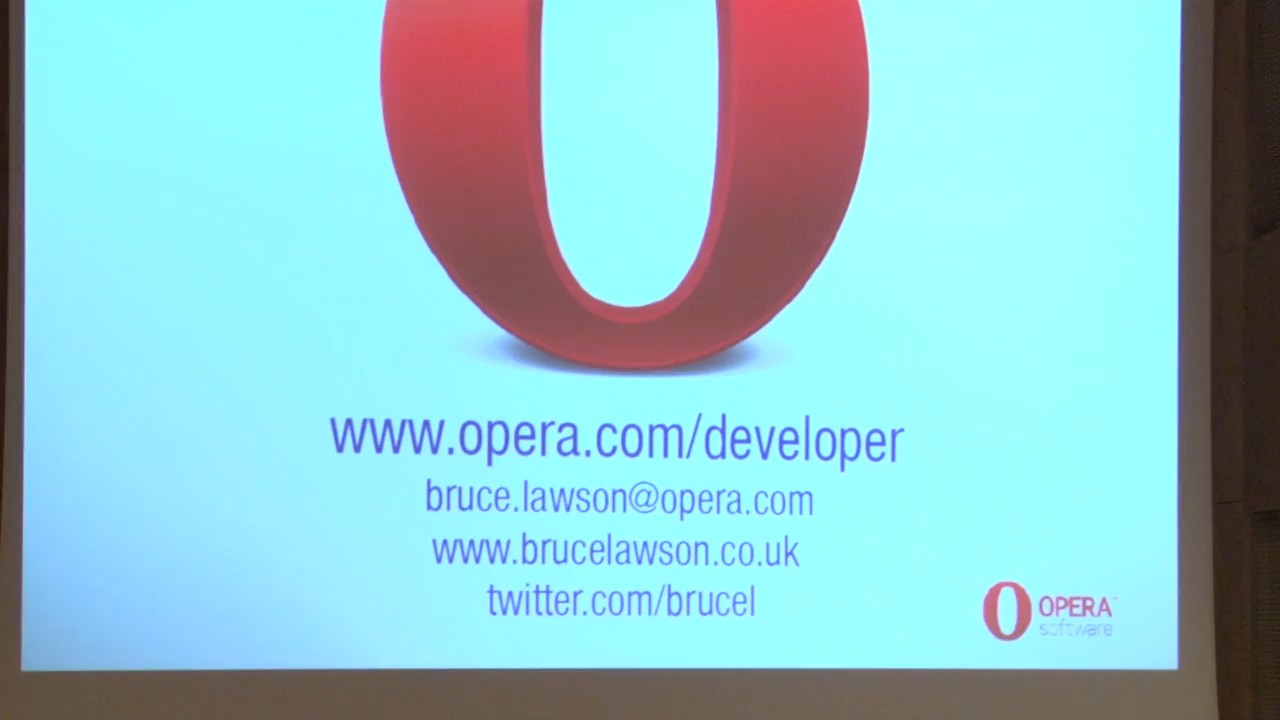 www.opera.com/developer
bruce.lawson@opera.com
www.brucelawson.co.uk
twitter.com/brucel
OPERA
software